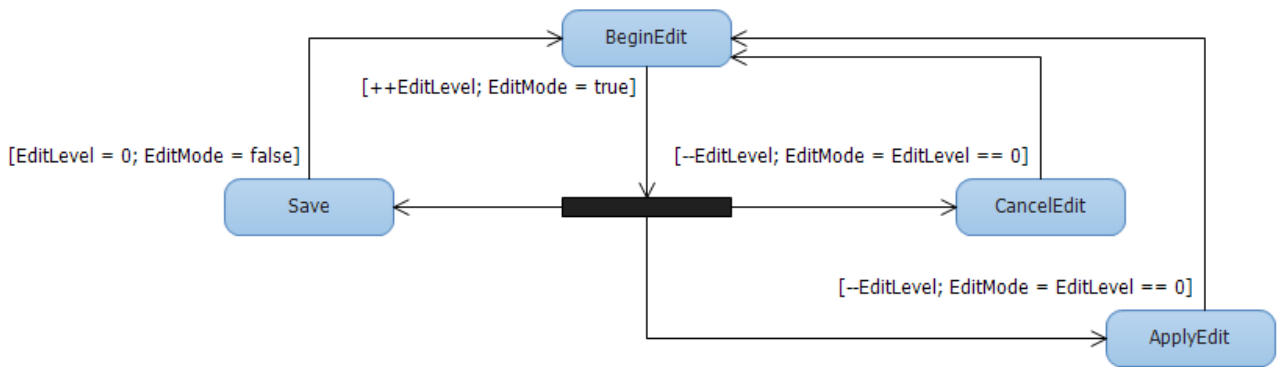 BeginEdit
[++EditLevel; EditMode = true]
[EditLevel = 0; EditMode = false]
[--EditLevel; EditMode = EditLevel == 0]
Save
CancelEdit
[--EditLevel; EditMode = EditLevel == 0]
ApplyEdit